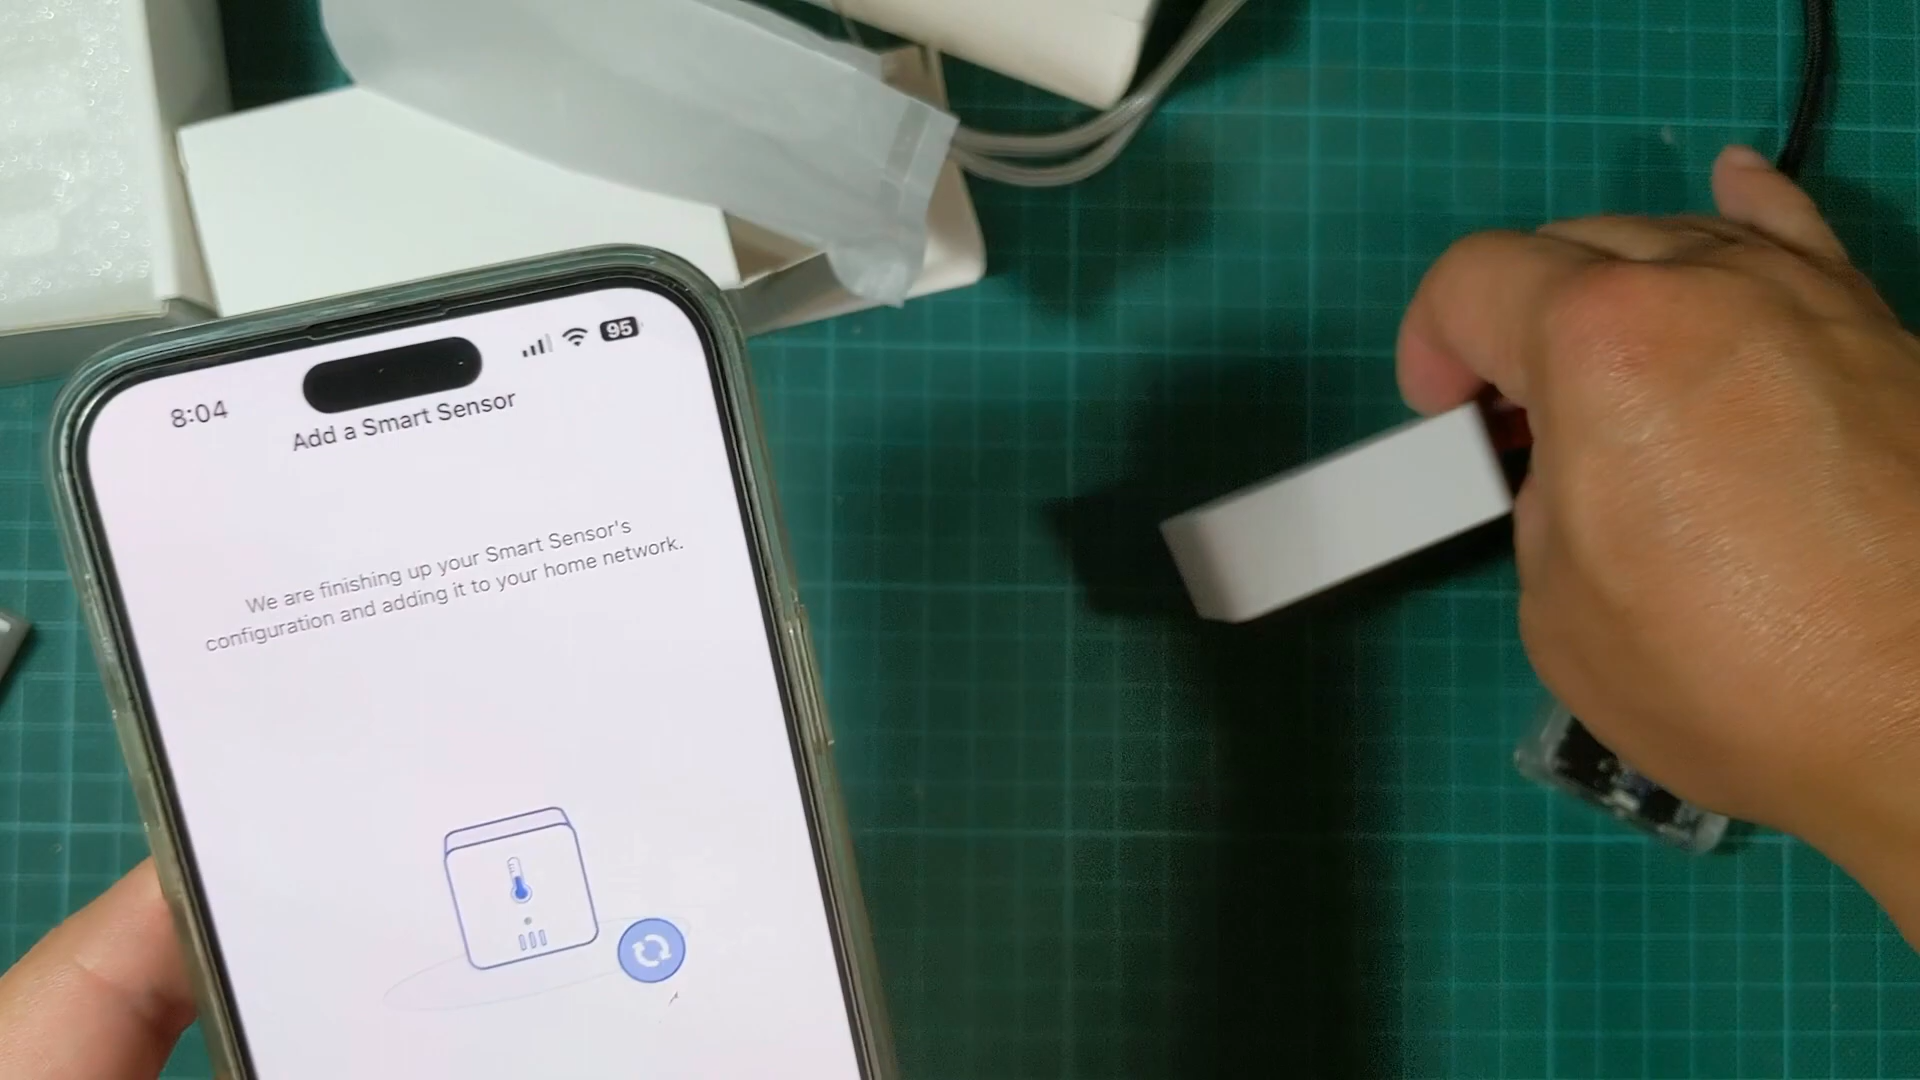 8:04
95
Add a Smart Sensor
We are finishing up your Smart Sensor's
configuration and adding it to your home network.